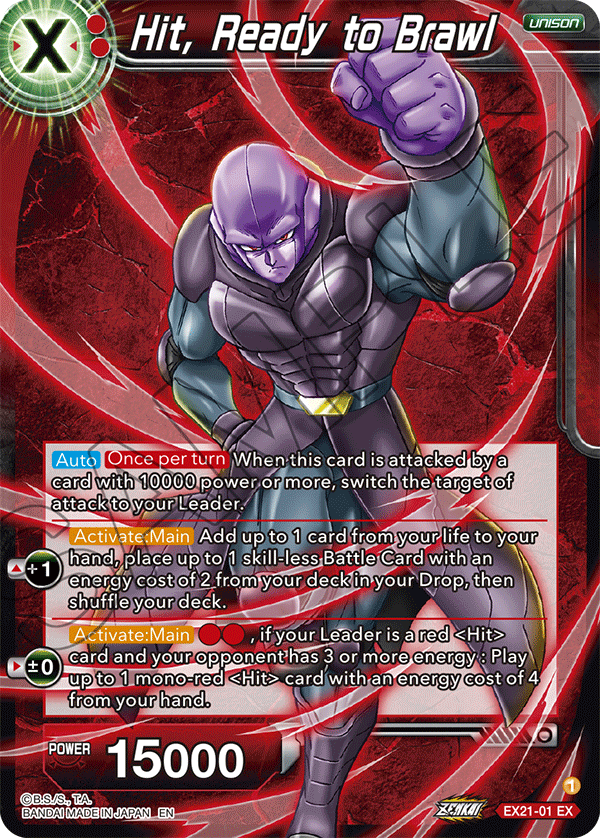 X
Hit, Ready to Brawl
UNISON
Auto Once per turn When this card is attacked by a
card with 10000 power or more, switch the target of
attack to your Leader.
+1
Activate:Main Add up to 1 card from your life to your
hand, place up to 1 skill-less Battle Card with an
energy cost of 2 from your deck in your Drop, then
shuffle your deck.
±0
Activate:Main , if your Leader is a red <Hit>
card and your opponent has 3 or more energy : Play
up to 1 mono-red <Hit> card with an energy cost of 4
from your hand.
POWER 15000
©B.S./S., T.A.
BANDAI MADE IN JAPAN EN
ZENKAI
1
EX21-01 EX
SAMPLE